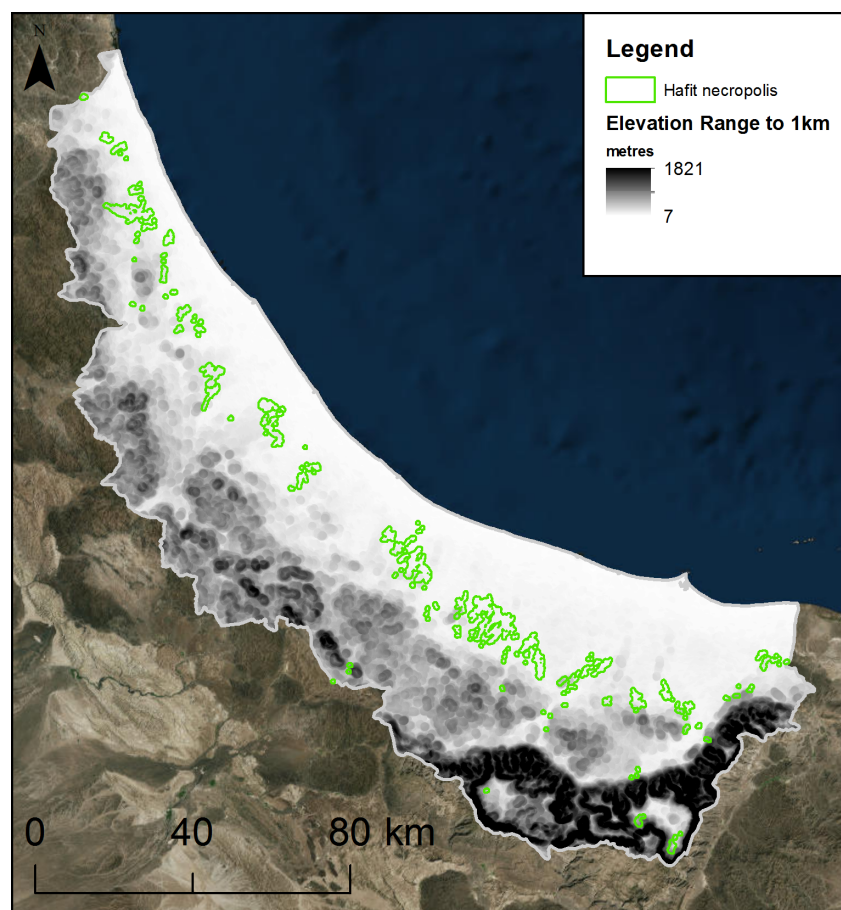 N
Legend
Hafit necropolis
Elevation Range to 1km
metres
1821
7
0 40 80 km